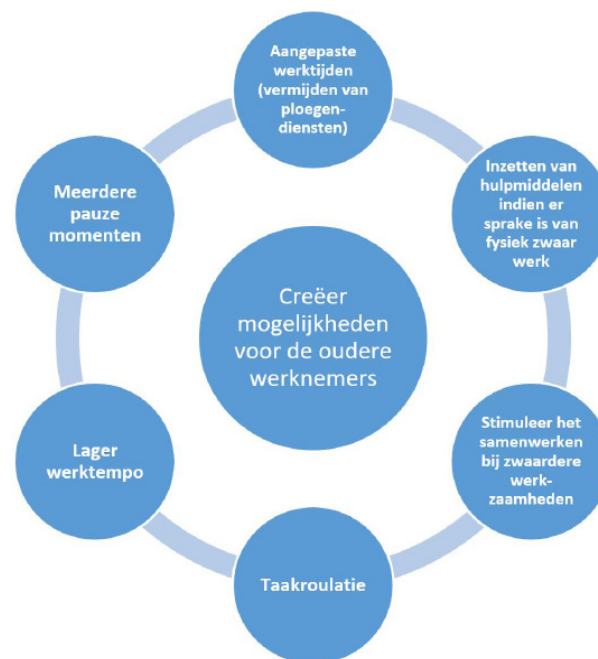 Aangepaste
werktijden
(vermijden van
ploegen-
diensten)
Inzetten van
hulpmiddelen
indien er
sprake is van
fysiek zwaar
werk
Stimuleer het
samenwerken
bij zwaardere
werk-
zaamheden
Taakroulatie
Lager
werktempo
Meerdere
pauze
momenten
Creëer
mogelijkheden
voor de oudere
werknemers